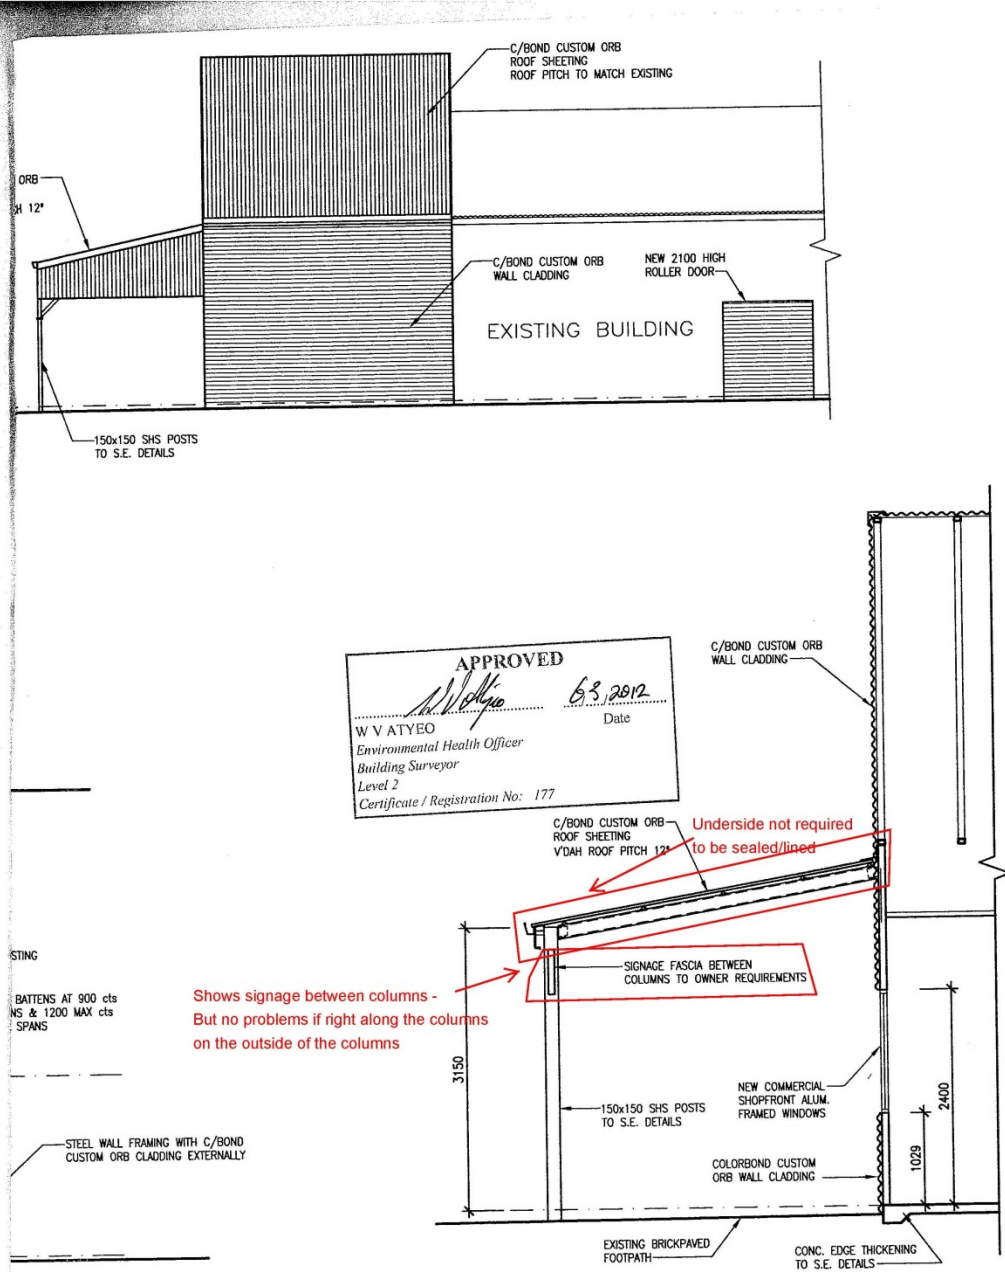 C/BOND CUSTOM ORB
ROOF SHEETING
ROOF PITCH TO MATCH EXISTING
ORB
H 12°
C/BOND CUSTOM ORB
WALL CLADDING
NEW 2100 HIGH
ROLLER DOOR
EXISTING BUILDING
150x150 SHS POSTS
TO S.E. DETAILS
APPROVED
6.3.2012
Date
W V ATYEO
Environmental Health Officer
Building Surveyor
Level 2
Certificate / Registration No: 177
C/BOND CUSTOM ORB
WALL CLADDING
C/BOND CUSTOM ORB
ROOF SHEETING
V'DAH ROOF PITCH 12°
Underside not required
to be sealed/lined
SIGNAGE FASCIA BETWEEN
COLUMNS TO OWNER REQUIREMENTS
STING
BATTENS AT 900 cts
NS & 1200 MAX cts
SPANS
Shows signage between columns -
But no problems if right along the columns
on the outside of the columns
3150
150x150 SHS POSTS
TO S.E. DETAILS
NEW COMMERCIAL
SHOPFRONT ALUM.
FRAMED WINDOWS
2400
1029
STEEL WALL FRAMING WITH C/BOND
CUSTOM ORB CLADDING EXTERNALLY
COLORBOND CUSTOM
ORB WALL CLADDING
EXISTING BRICKPAVED
FOOTPATH
CONC. EDGE THICKENING
TO S.E. DETAILS